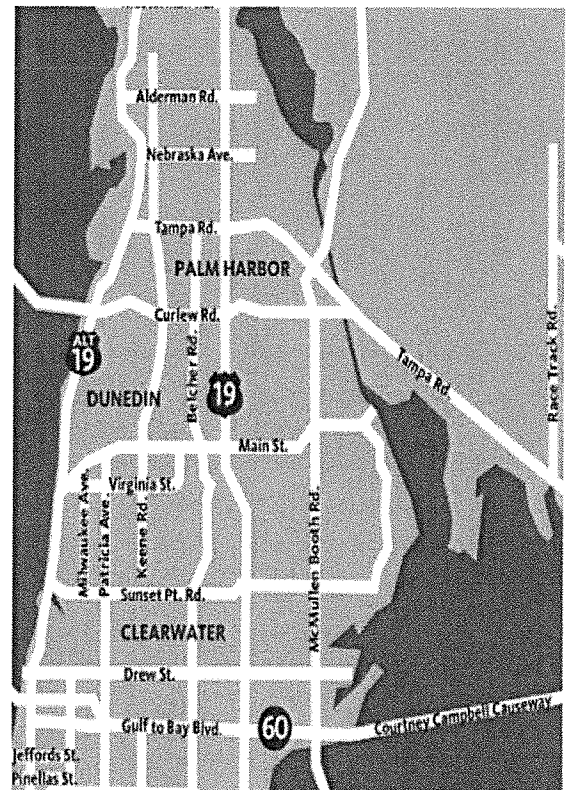 Alderman Rd.
Nebraska Ave.
Tampa Rd.
PALM HARBOR
Curlew Rd.
ALT
19
Belcher Rd.
19
Tampa Rd.
Race Track Rd.
DUNEDIN
Main St.
Virginia St.
Milwaukee Ave.
Patricia Ave.
Keene Rd.
McMullen Booth Rd.
Sunset Pt. Rd.
CLEARWATER
Drew St.
Gulf to Bay Blvd.
60
Courtney Campbell Causeway
Jeffords St.
Pinellas St.